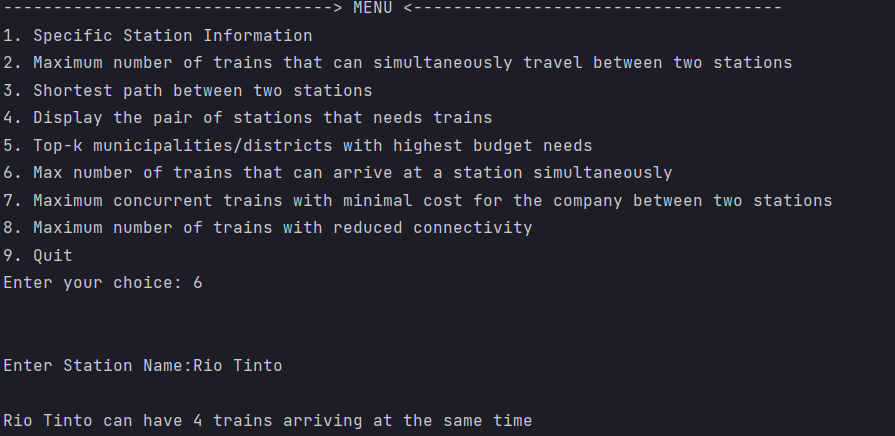 ---------------------------------> MENU <-------------------------------------
1. Specific Station Information
2. Maximum number of trains that can simultaneously travel between two stations
3. Shortest path between two stations
4. Display the pair of stations that needs trains
5. Top-k municipalities/districts with highest budget needs
6. Max number of trains that can arrive at a station simultaneously
7. Maximum concurrent trains with minimal cost for the company between two stations
8. Maximum number of trains with reduced connectivity
9. Quit
Enter your choice: 6
Enter Station Name:Rio Tinto
Rio Tinto can have 4 trains arriving at the same time